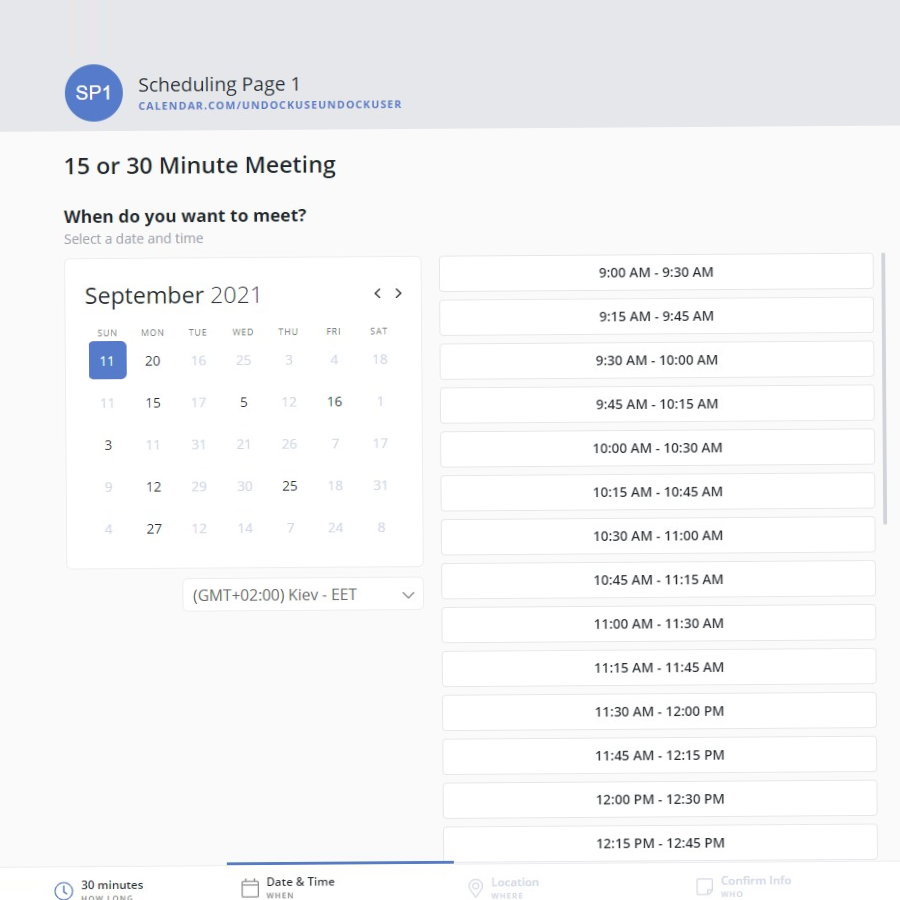 SP1
Scheduling Page 1
CALENDAR.COM/UNDOCKUSEUNDOCKUSER
15 or 30 Minute Meeting
When do you want to meet?
Select a date and time
September 2021
SUN MON TUE WED THU FRI SAT
11 20 16 25 3 4 18
11 15 17 5 12 16 1
3 11 31 21 26 7 17
9 12 29 30 25 18 31
4 27 12 14 7 24 8
(GMT+02:00) Kiev - EET
9:00 AM - 9:30 AM
9:15 AM - 9:45 AM
9:30 AM - 10:00 AM
9:45 AM - 10:15 AM
10:00 AM - 10:30 AM
10:15 AM - 10:45 AM
10:30 AM - 11:00 AM
10:45 AM - 11:15 AM
11:00 AM - 11:30 AM
11:15 AM - 11:45 AM
11:30 AM - 12:00 PM
11:45 AM - 12:15 PM
12:00 PM - 12:30 PM
12:15 PM - 12:45 PM
30 minutes
HOW LONG
Date & Time
WHEN
Location
WHERE
Confirm Info
WHO